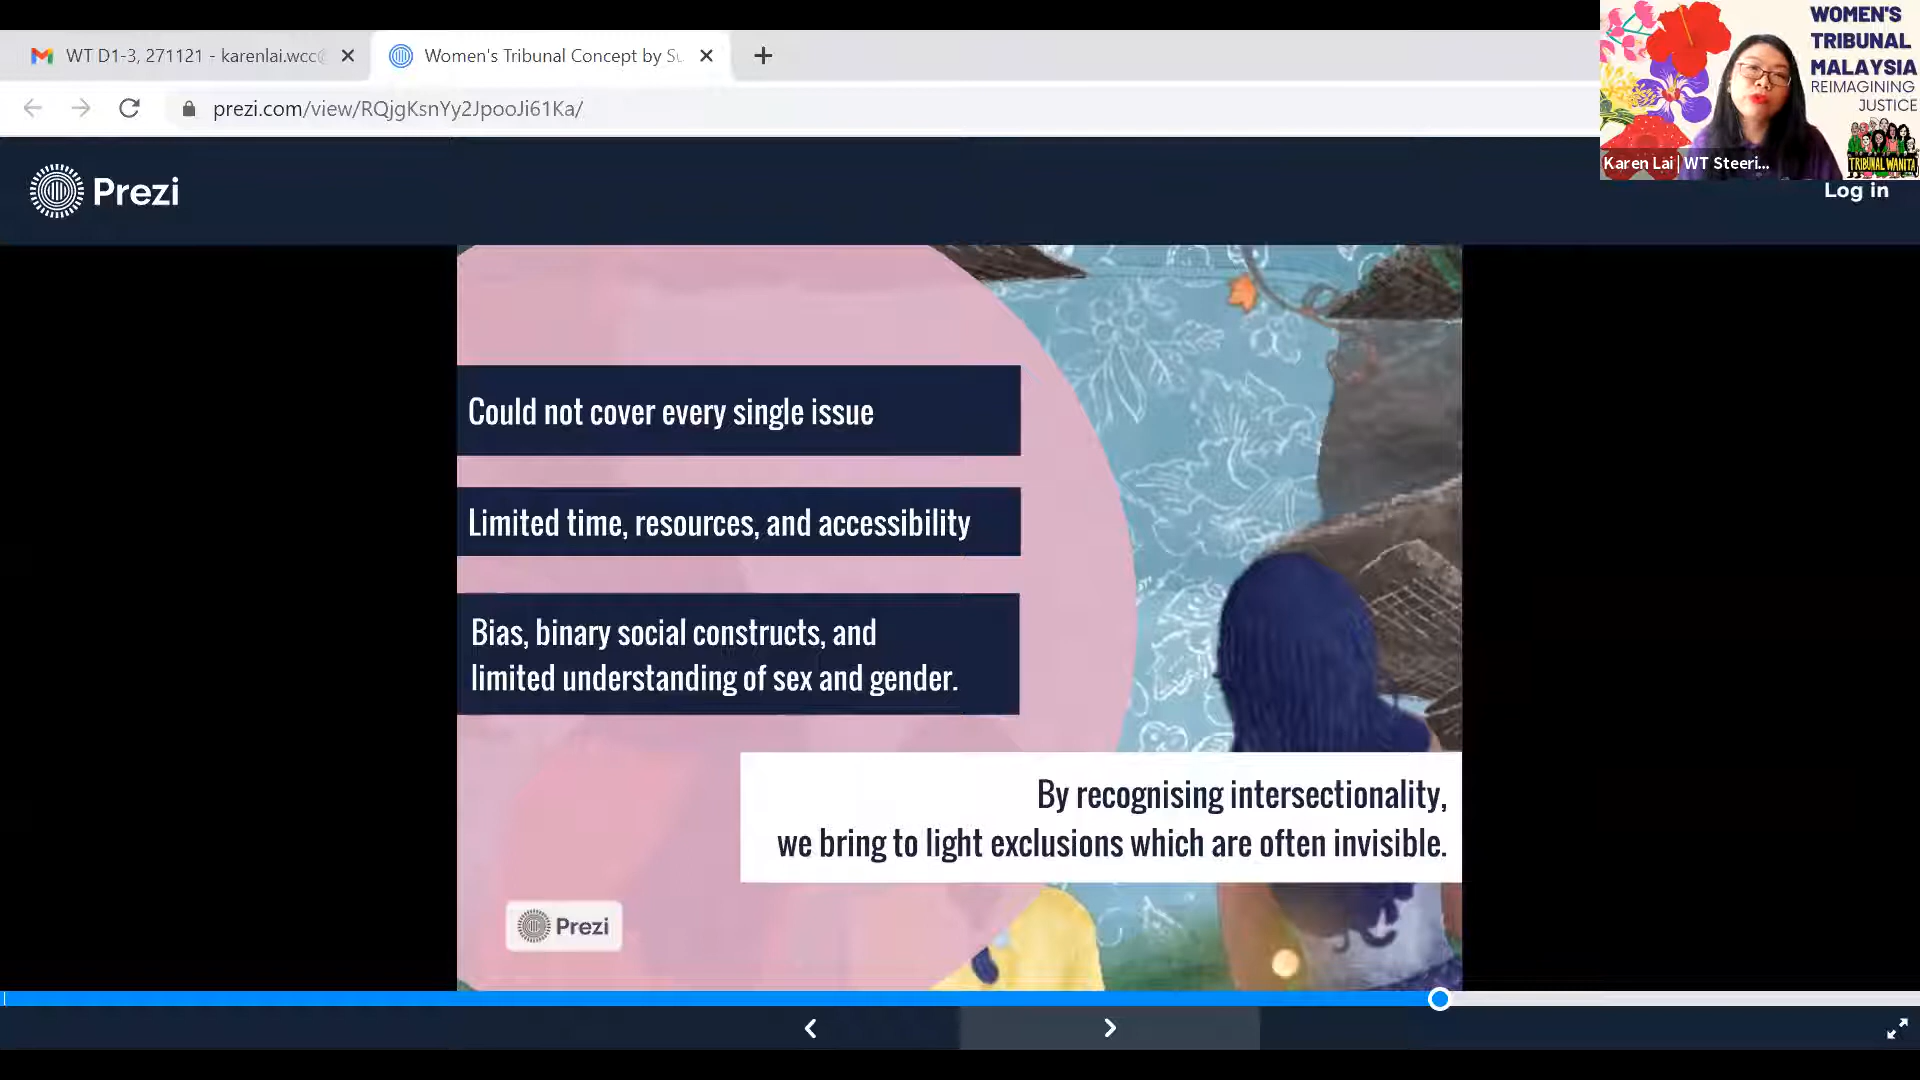 WT D1-3, 271121 - karenlai.wcc@
Women's Tribunal Concept by Su
prezi.com/view/RQjgKsnYy2JpooJi61Ka/
WOMEN'S
TRIBUNAL
MALAYSIA
REIMAGINING
JUSTICE
TRIBUNAL WANITA
Karen Lai | WT Steeri...
Prezi
Log in
Could not cover every single issue
Limited time, resources, and accessibility
Bias, binary social constructs, and
limited understanding of sex and gender.
By recognising intersectionality,
we bring to light exclusions which are often invisible.
Prezi